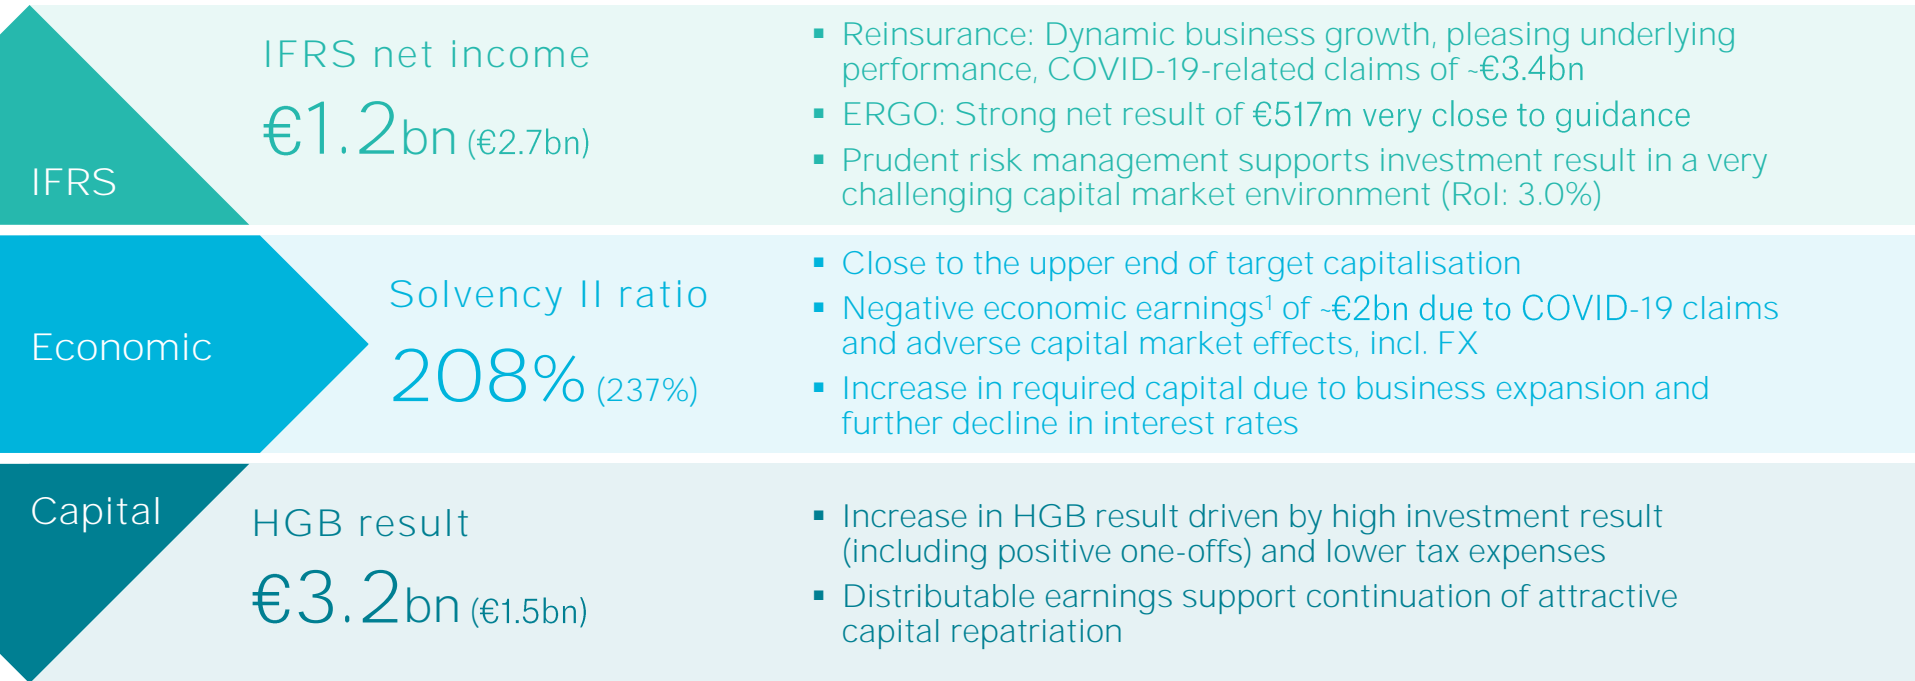 IFRS
IFRS net income
€1.2bn (€2.7bn)
▪ Reinsurance: Dynamic business growth, pleasing underlying
performance, COVID-19-related claims of ~€3.4bn
▪ ERGO: Strong net result of €517m very close to guidance
▪ Prudent risk management supports investment result in a very
challenging capital market environment (RoI: 3.0%)
Economic
Solvency II ratio
208% (237%)
▪ Close to the upper end of target capitalisation
▪ Negative economic earnings¹ of ~€2bn due to COVID-19 claims
and adverse capital market effects, incl. FX
▪ Increase in required capital due to business expansion and
further decline in interest rates
Capital
HGB result
€3.2bn (€1.5bn)
▪ Increase in HGB result driven by high investment result
(including positive one-offs) and lower tax expenses
▪ Distributable earnings support continuation of attractive
capital repatriation